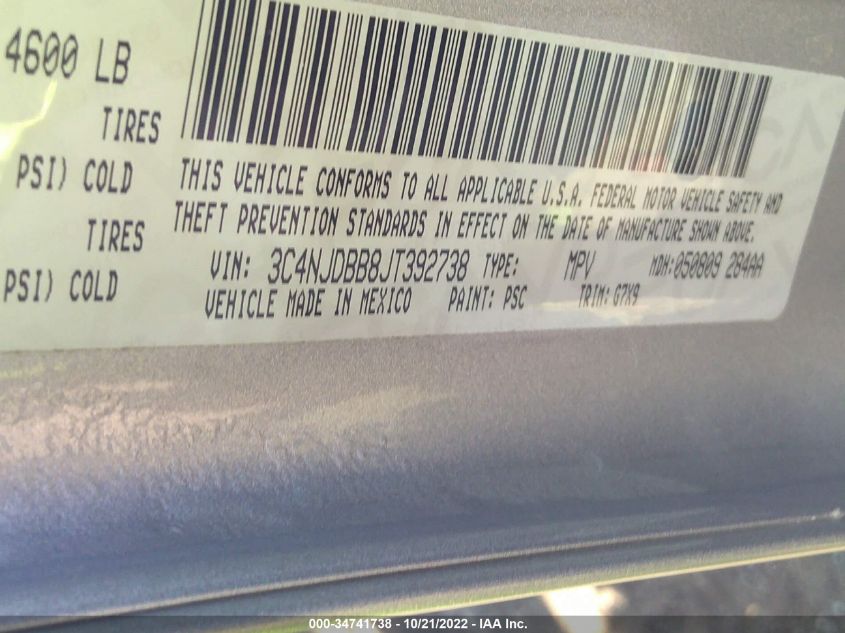 4600 LB
TIRES
PSI) COLD
TIRES
PSI) COLD
THIS VEHICLE CONFORMS TO ALL APPLICABLE U.S.A. FEDERAL MOTOR VEHICLE SAFETY AND
THEFT PREVENTION STANDARDS IN EFFECT ON THE DATE OF MANUFACTURE SHOWN ABOVE.
VIN: 3C4NJDBB8JT392738 TYPE: MPV MDH:050809 284AA
VEHICLE MADE IN MEXICO PAINT: PSC TRIM: G7X9
000-34741738 - 10/21/2022 - IAA Inc.